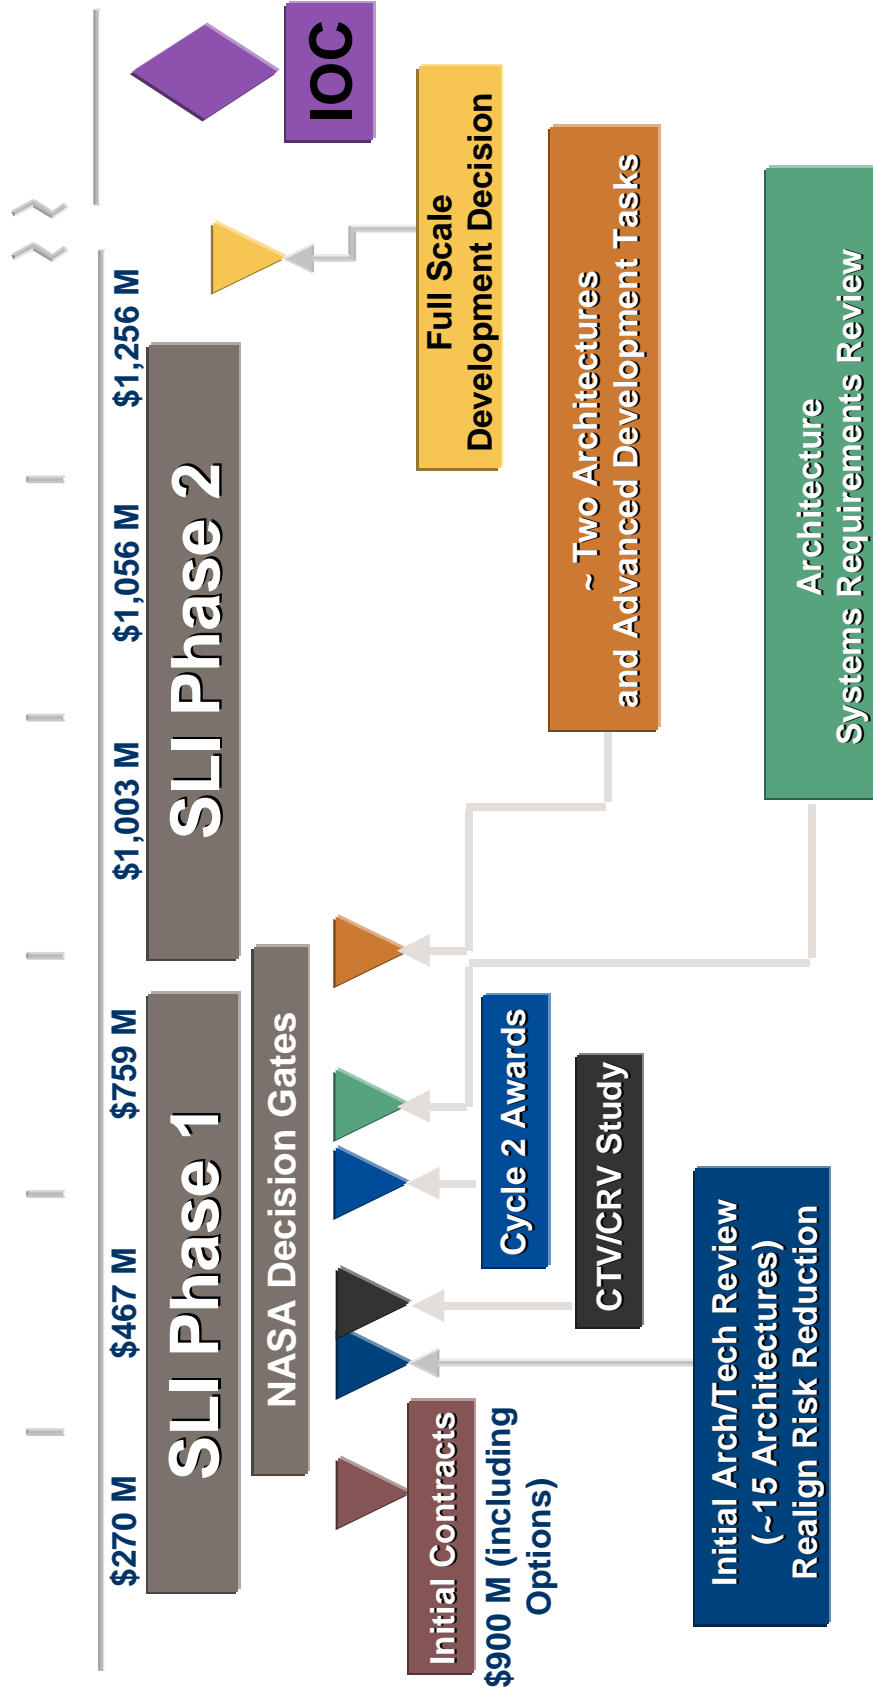 $270 M
$467 M
$759 M
$1,003 M
$1,056 M
$1,256 M
SLI Phase 1
SLI Phase 2
NASA Decision Gates
IOC
Initial Contracts
$900 M (including
Options)
Cycle 2 Awards
Full Scale
Development Decision
CTV/CRV Study
~ Two Architectures
and Advanced Development Tasks
Initial Arch/Tech Review
(~15 Architectures)
Realign Risk Reduction
Architecture
Systems Requirements Review